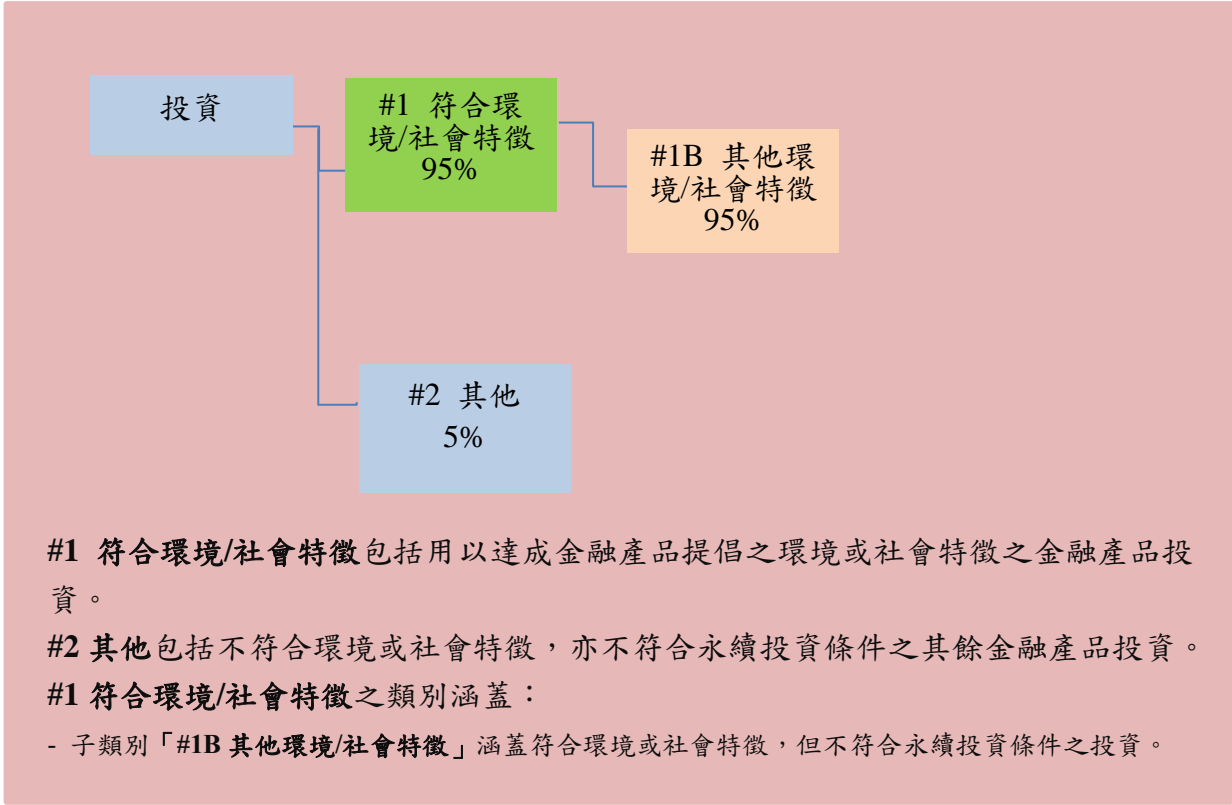 投資
#1 符合環
境/社會特徵
95%
#1B 其他環
境/社會特徵
95%
#2 其他
5%
#1 符合環境/社會特徵包括用以達成金融產品提倡之環境或社會特徵之金融產品投
資。
#2 其他包括不符合環境或社會特徵，亦不符合永續投資條件之其餘金融產品投資。
#1 符合環境/社會特徵之類別涵蓋：
- 子類別「#1B 其他環境/社會特徵」涵蓋符合環境或社會特徵，但不符合永續投資條件之投資。